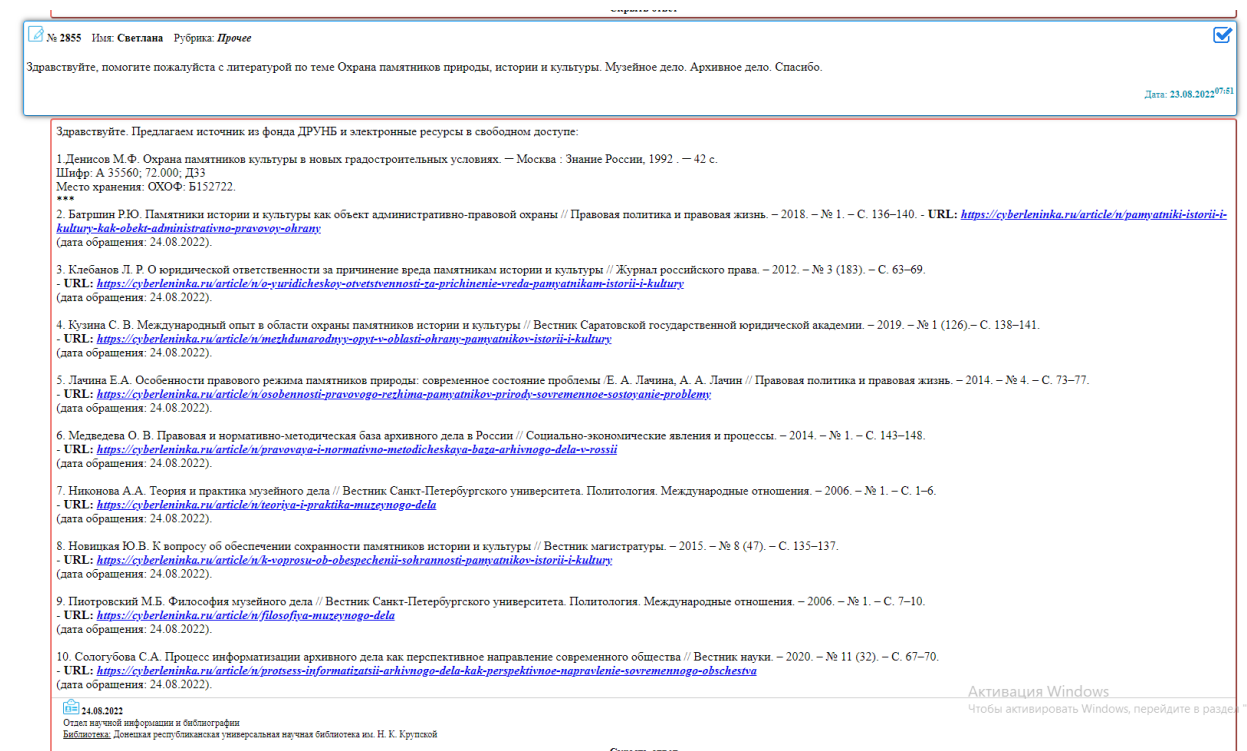 Скрыть ответ
№ 2855 Имя: Светлана Рубрика: Прочее
Здравствуйте, помогите пожалуйста с литературой по теме Охрана памятников природы, истории и культуры. Музейное дело. Архивное дело. Спасибо.
Дата: 23.08.2022 07:51
Здравствуйте. Предлагаем источник из фонда ДРУНБ и электронные ресурсы в свободном доступе:
1.Денисов М.Ф. Охрана памятников культуры в новых градостроительных условиях. — Москва : Знание России, 1992 . — 42 с.
Шифр: А 35560; 72.000; Д33
Место хранения: ОХОФ: Б152722.
***
2. Батршин Р.Ю. Памятники истории и культуры как объект административно-правовой охраны // Правовая политика и правовая жизнь. – 2018. – № 1. – С. 136–140. - URL: https://cyberleninka.ru/article/n/pamyatniki-istorii-i-
kultury-kak-obekt-administrativno-pravovoy-ohrany
(дата обращения: 24.08.2022).
3. Клебанов Л. Р. О юридической ответственности за причинение вреда памятникам истории и культуры // Журнал российского права. – 2012. – № 3 (183). – С. 63–69.
- URL: https://cyberleninka.ru/article/n/o-yuridicheskoy-otvetstvennosti-za-prichinenie-vreda-pamyatnikam-istorii-i-kultury
(дата обращения: 24.08.2022).
4. Кузина С. В. Международный опыт в области охраны памятников истории и культуры // Вестник Саратовской государственной юридической академии. – 2019. – № 1 (126).– С. 138–141.
- URL: https://cyberleninka.ru/article/n/mezhdunarodnyy-opyt-v-oblasti-ohrany-pamyatnikov-istorii-i-kultury
(дата обращения: 24.08.2022).
5. Лачина Е.А. Особенности правового режима памятников природы: современное состояние проблемы /Е. А. Лачина, А. А. Лачин // Правовая политика и правовая жизнь. – 2014. – № 4. – С. 73–77.
- URL: https://cyberleninka.ru/article/n/osobennosti-pravovogo-rezhima-pamyatnikov-prirody-sovremennoe-sostoyanie-problemy
(дата обращения: 24.08.2022).
6. Медведева О. В. Правовая и нормативно-методическая база архивного дела в России // Социально-экономические явления и процессы. – 2014. – № 1. – С. 143–148.
- URL: https://cyberleninka.ru/article/n/pravovaya-i-normativno-metodicheskaya-baza-arhivnogo-dela-v-rossii
(дата обращения: 24.08.2022).
7. Никонова А.А. Теория и практика музейного дела // Вестник Санкт-Петербургского университета. Политология. Международные отношения. – 2006. – № 1. – С. 1–6.
- URL: https://cyberleninka.ru/article/n/teoriya-i-praktika-muzeynogo-dela
(дата обращения: 24.08.2022).
8. Новицкая Ю.В. К вопросу об обеспечении сохранности памятников истории и культуры // Вестник магистратуры. – 2015. – № 8 (47). – С. 135–137.
- URL: https://cyberleninka.ru/article/n/k-voprosu-ob-obespechenii-sohrannosti-pamyatnikov-istorii-i-kultury
(дата обращения: 24.08.2022).
9. Пиотровский М.Б. Философия музейного дела // Вестник Санкт-Петербургского университета. Политология. Международные отношения. – 2006. – № 1. – С. 7–10.
- URL: https://cyberleninka.ru/article/n/filosofiya-muzeynogo-dela
(дата обращения: 24.08.2022).
10. Сологубова С.А. Процесс информатизации архивного дела как перспективное направление современного общества // Вестник науки. – 2020. – № 11 (32). – С. 67–70.
- URL: https://cyberleninka.ru/article/n/protsess-informatizatsii-arhivnogo-dela-kak-perspektivnoe-napravlenie-sovremennogo-obschestva
(дата обращения: 24.08.2022).
Активация Windows
Чтобы активировать Windows, перейдите в раздел "
24.08.2022
Отдел научной информации и библиографии
Библиотека: Донецкая республиканская универсальная научная библиотека им. Н. К. Крупской
Скрыть ответ